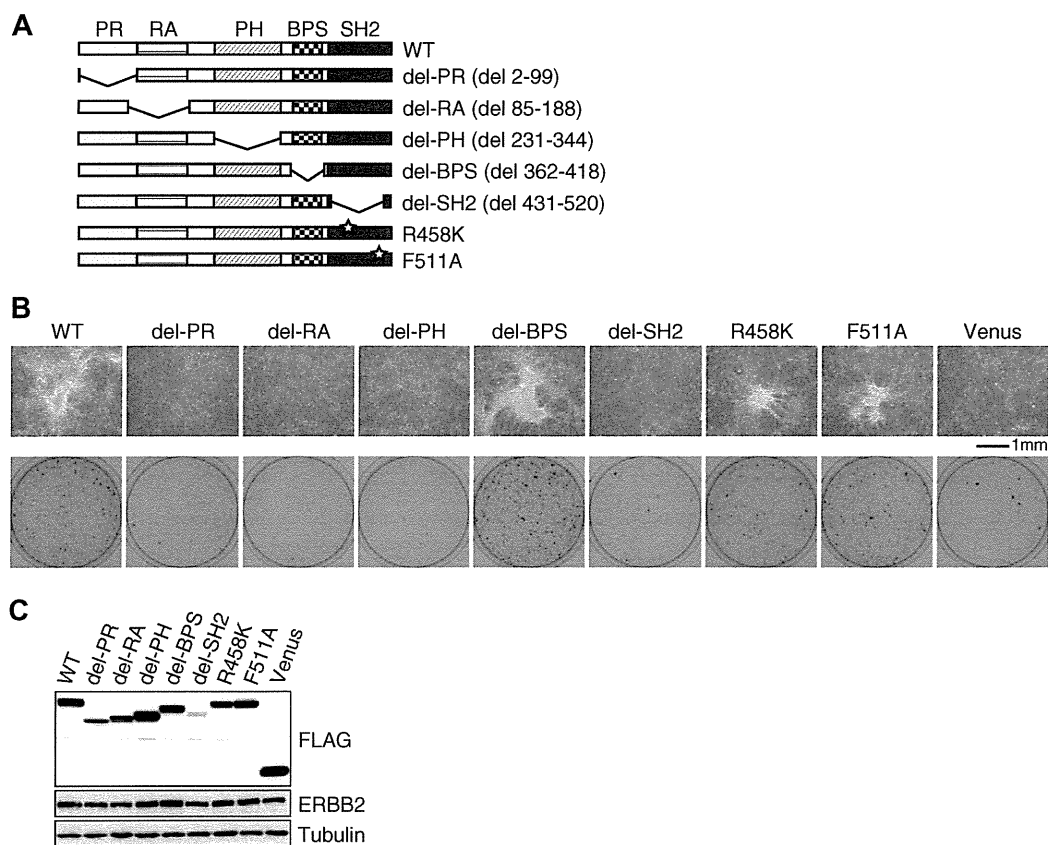 A
PR RA PH BPS SH2
WT
del-PR (del 2-99)
del-RA (del 85-188)
del-PH (del 231-344)
del-BPS (del 362-418)
del-SH2 (del 431-520)
R458K
F511A
B
WT del-PR del-RA del-PH del-BPS del-SH2 R458K F511A Venus
1mm
C
WT del-PR del-RA del-PH del-BPS del-SH2 R458K F511A Venus
FLAG
ERBB2
Tubulin